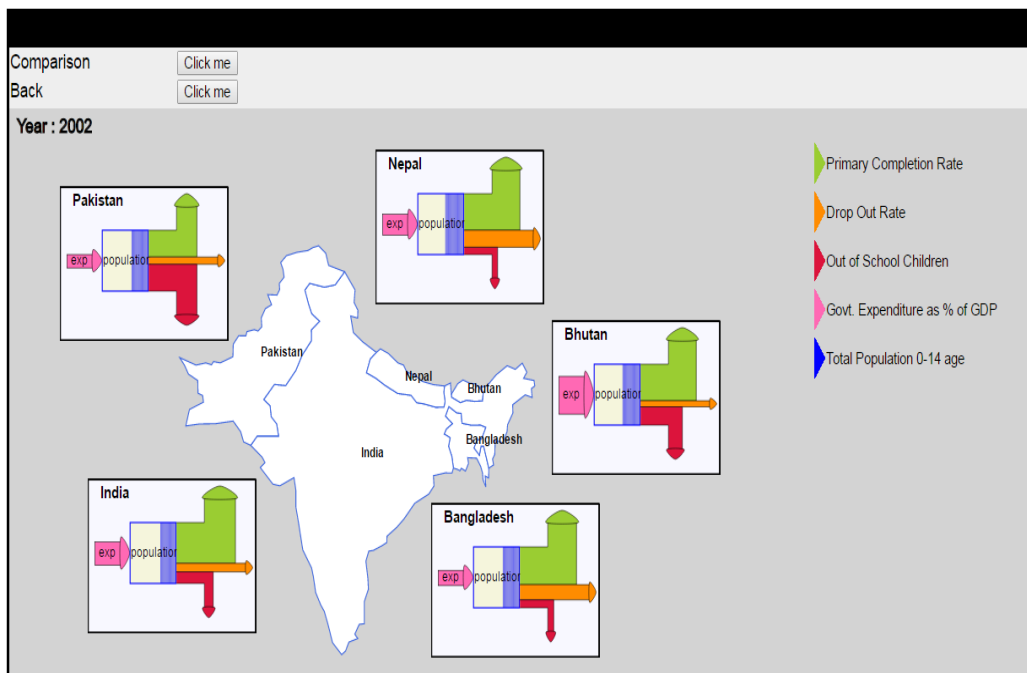 Comparison Click me
Back Click me
Year : 2002
Nepal
exp population
Pakistan
exp population
Primary Completion Rate
Drop Out Rate
Out of School Children
Govt. Expenditure as % of GDP
Total Population 0-14 age
Bhutan
exp population
Pakistan
Nepal
Bhutan
Bangladesh
India
India
exp population
Bangladesh
exp population